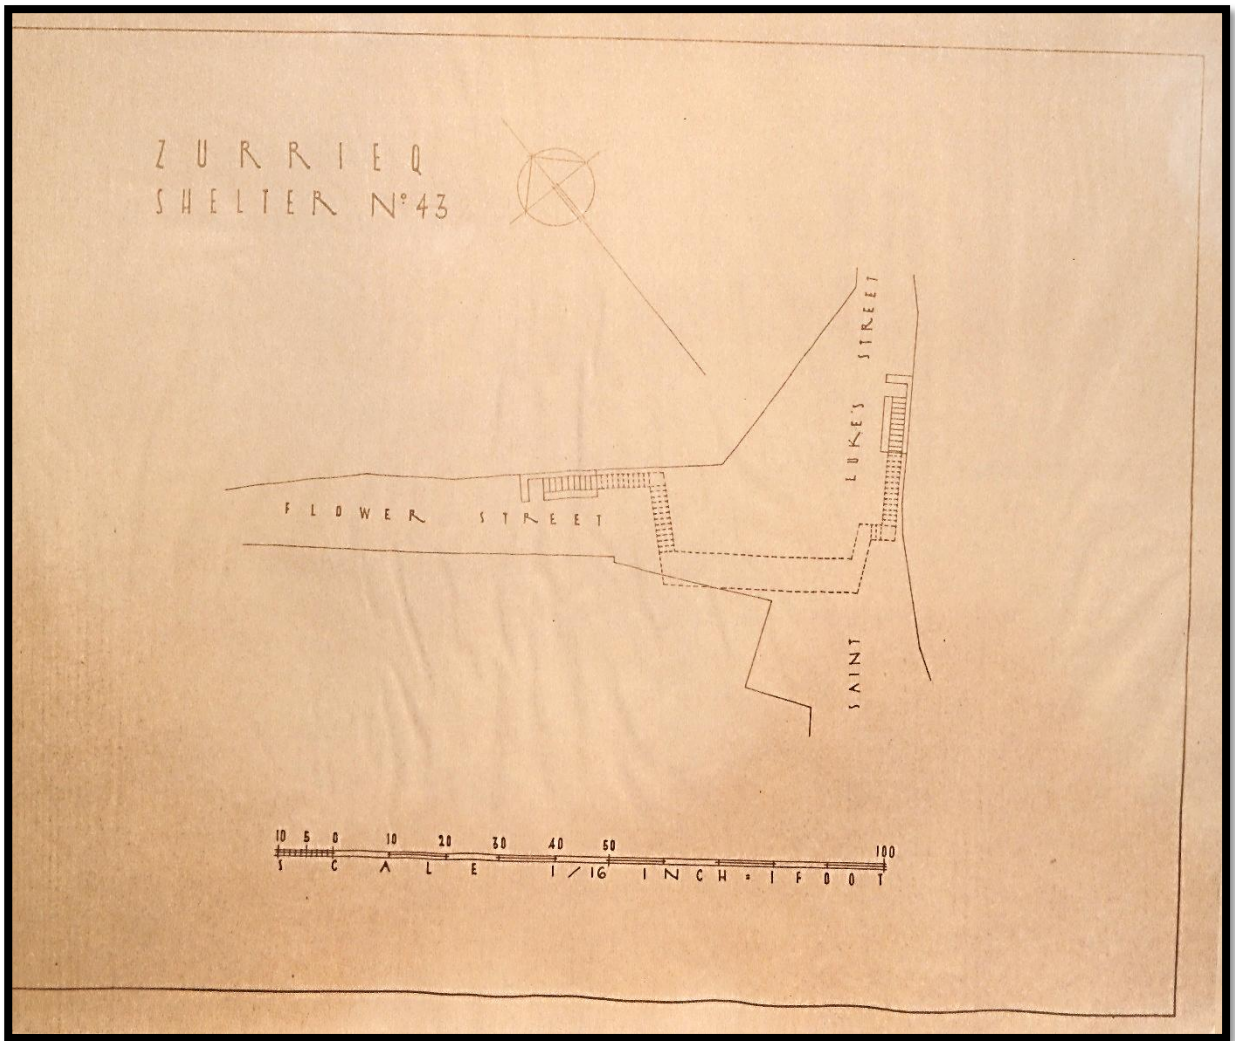 ZURRIEQ
SHELTER Nº 43
FLOWER STREET
SAINT LUKE'S STREET
10 5 0 10 20 30 40 50 100
SCALE 1/16 INCH = 1 FOOT